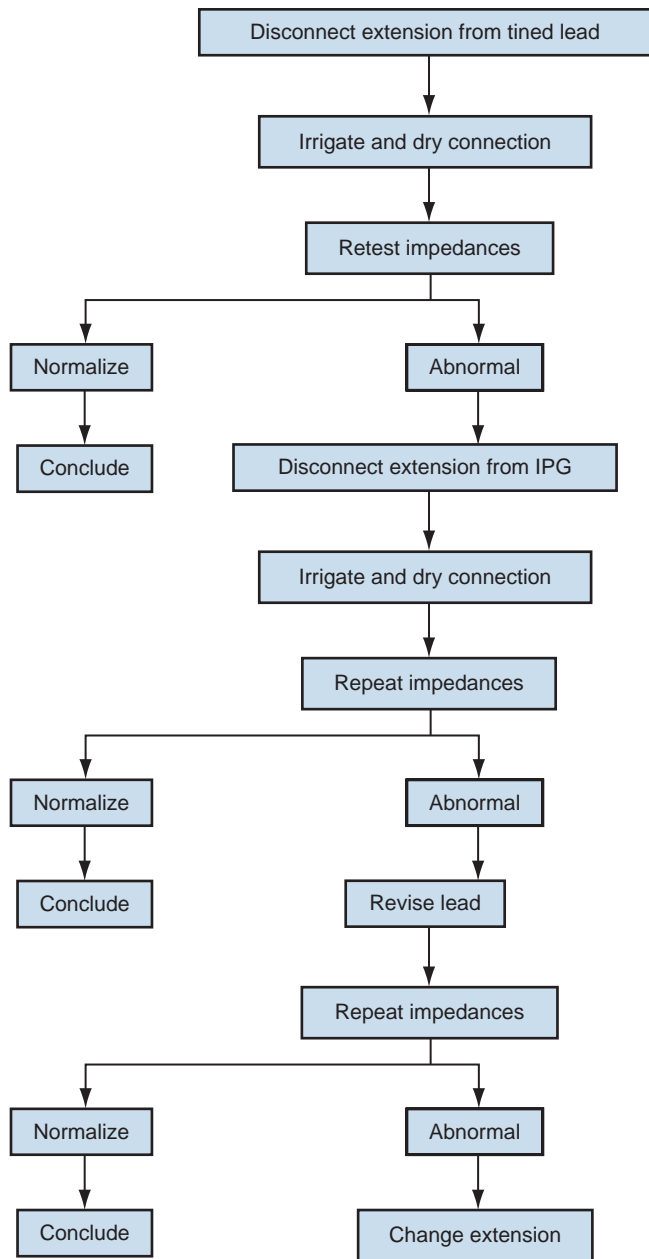 Disconnect extension from tined lead
Irrigate and dry connection
Retest impedances
Normalize
Abnormal
Conclude
Disconnect extension from IPG
Irrigate and dry connection
Repeat impedances
Normalize
Abnormal
Conclude
Revise lead
Repeat impedances
Normalize
Abnormal
Conclude
Change extension